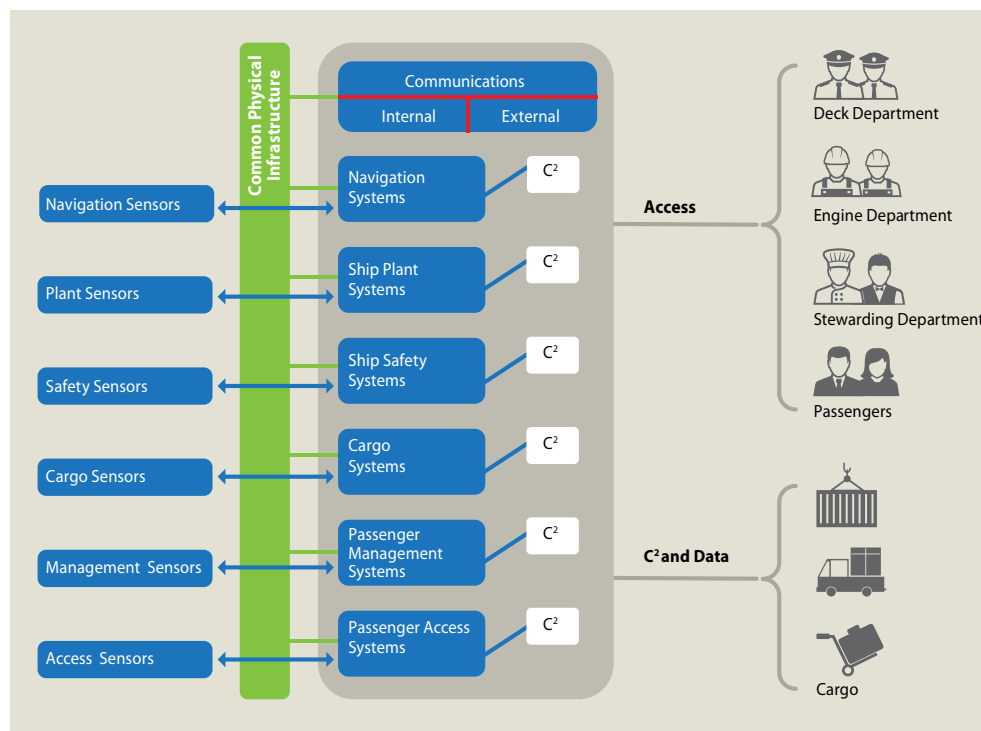 Common Physical
Infrastructure
Communications
Internal
External
Navigation Sensors
Navigation
Systems
C²
Plant Sensors
Ship Plant
Systems
C²
Safety Sensors
Ship Safety
Systems
C²
Cargo Sensors
Cargo
Systems
C²
Management Sensors
Passenger
Management
Systems
C²
Access Sensors
Passenger Access
Systems
C²
Access
Deck Department
Engine Department
Stewarding Department
Passengers
C² and Data
Cargo